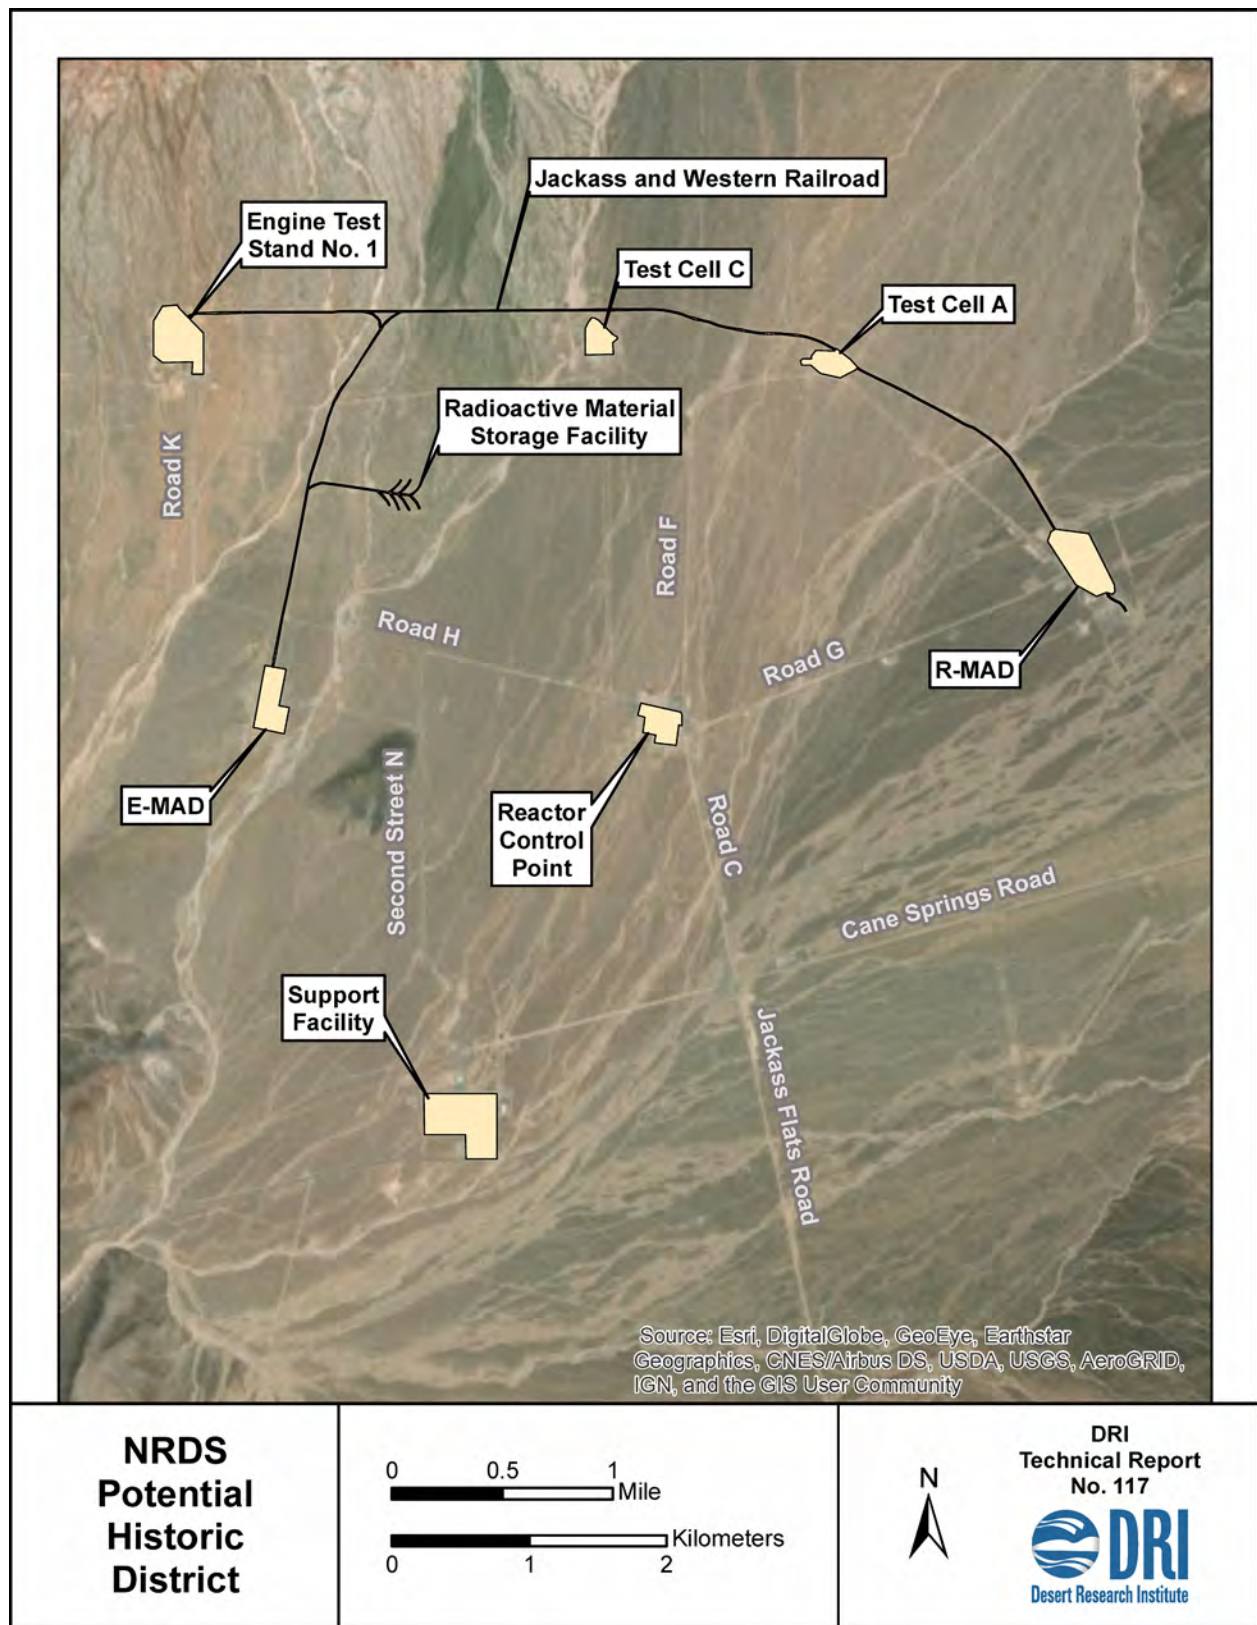 Jackass and Western Railroad
Engine Test
Stand No. 1
Test Cell C
Test Cell A
Radioactive Material
Storage Facility
Road K
Road F
Road H
Road G
R-MAD
E-MAD
Second Street N
Reactor
Control
Point
Road C
Cane Springs Road
Support
Facility
Jackass Flats Road
Source: Esri, DigitalGlobe, GeoEye, Earthstar
Geographics, CNES/Airbus DS, USDA, USGS, AeroGRID,
IGN, and the GIS User Community
NRDS
Potential
Historic
District
0 0.5 1
Mile
Kilometers
0 1 2
N
DRI
Technical Report
No. 117
DRI
Desert Research Institute